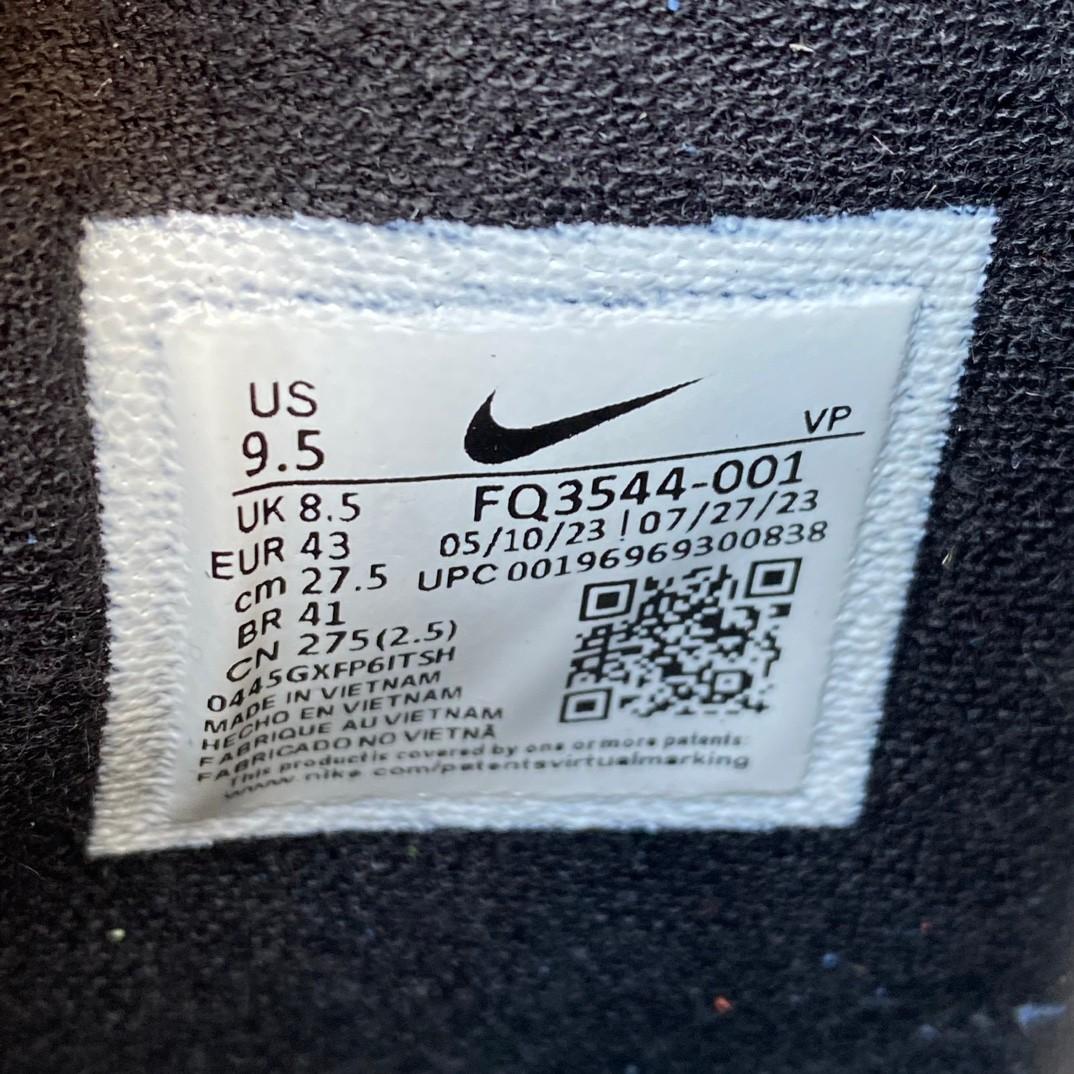 US
9.5
VP
UK 8.5
EUR 43
cm 27.5
BR 41
CN 275(2.5)
FQ3544-001
05/10/23 | 07/27/23
UPC 00196969300838
0445GXFP6ITSH
MADE IN VIETNAM
HECHO EN VIETNAM
FABRIQUE AU VIETNAM
FABRICADO NO VIETNÃ
This product is covered by one or more patents:
www.nike.com/patentsvirtualmarking